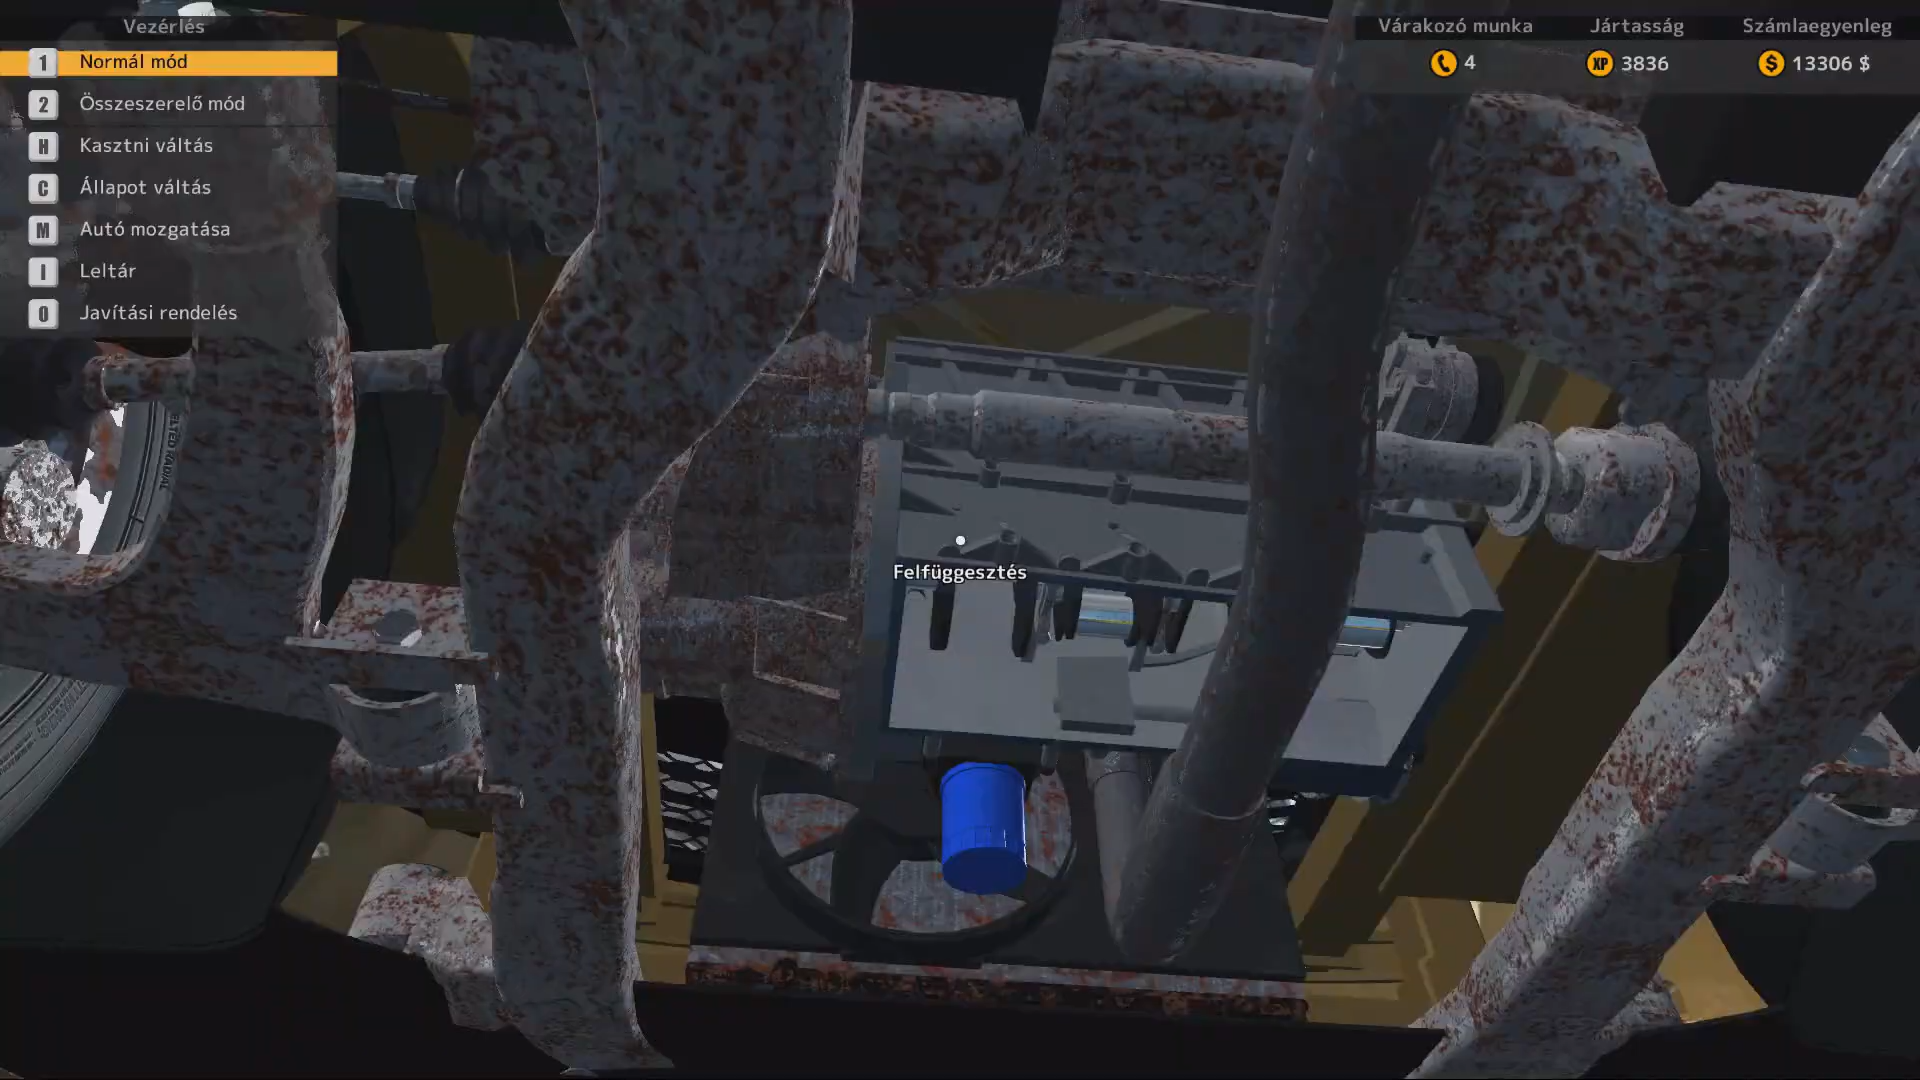 Vezérlés
1 Normál mód
2 Összeszerelő mód
H Kasztni váltás
C Állapot váltás
M Autó mozgatása
I Leltár
O Javítási rendelés
Várakozó munka Jártasság Számlaegyenleg
4 XP 3836 $ 13306 $
Felfüggesztés